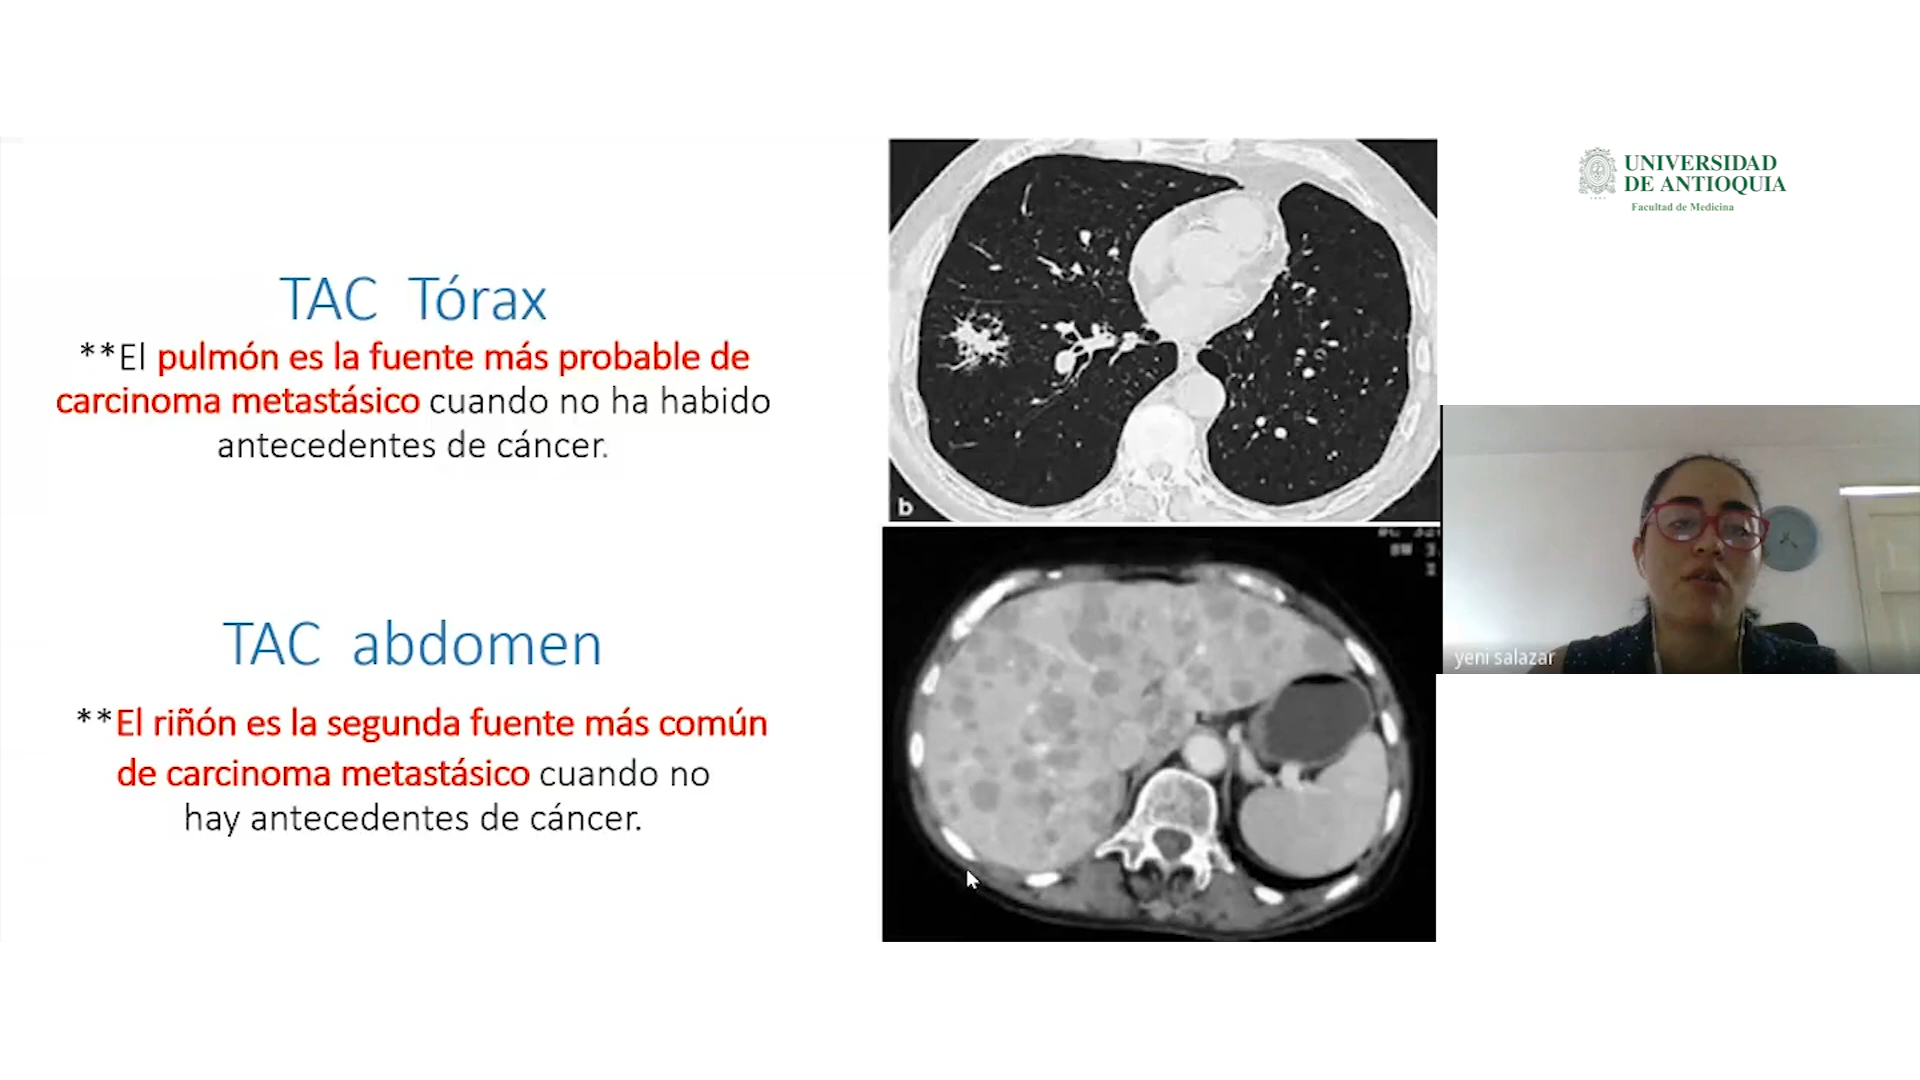 TAC Tórax
**El pulmón es la fuente más probable de
carcinoma metastásico cuando no ha habido
antecedentes de cáncer.
TAC abdomen
**El riñón es la segunda fuente más común
de carcinoma metastásico cuando no
hay antecedentes de cáncer.
b
UNIVERSIDAD
DE ANTIOQUIA
Facultad de Medicina
yeni salazar